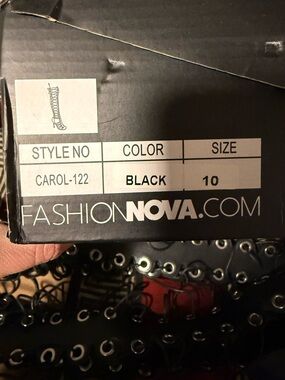 STYLE NO COLOR SIZE
CAROL-122 BLACK 10
FASHIONNOVA.COM